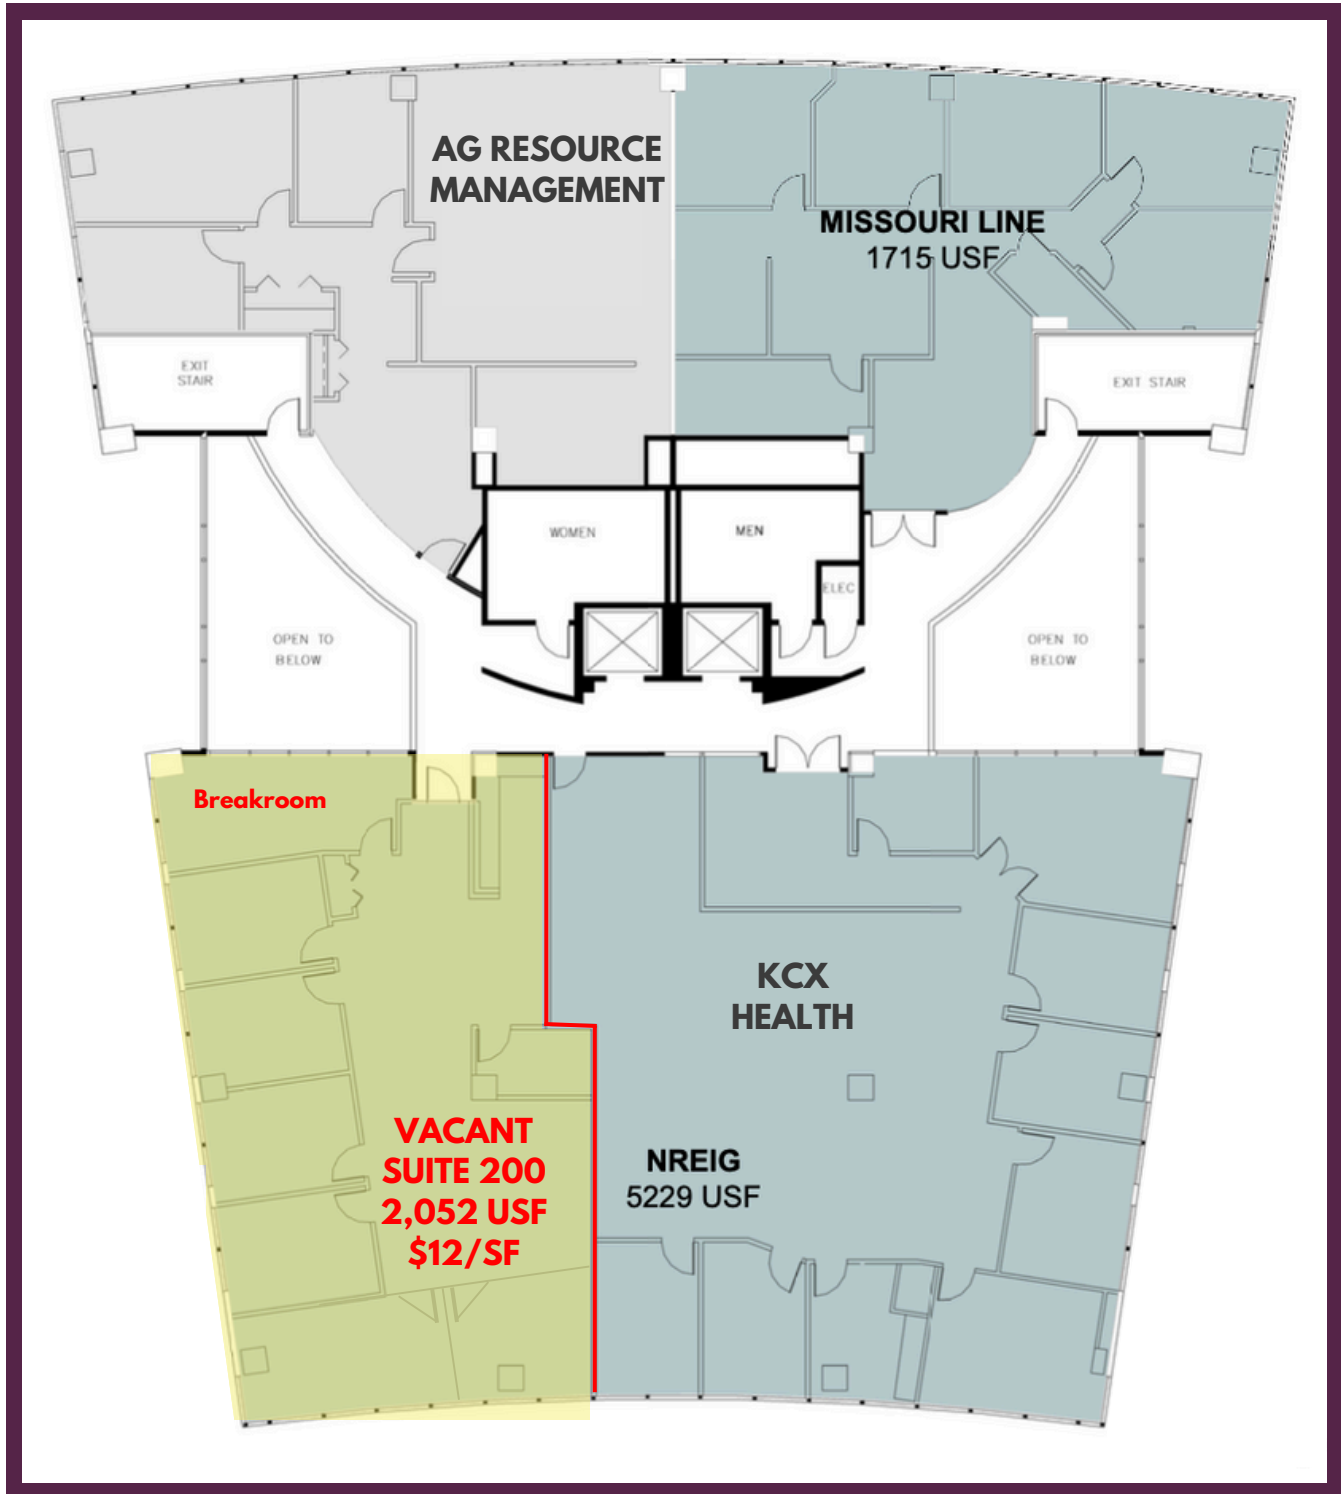 AG RESOURCE
MANAGEMENT
MISSOURI LINE
1715 USF
EXIT
STAIR
EXIT STAIR
WOMEN
MEN
ELEC
OPEN TO
BELOW
OPEN TO
BELOW
Breakroom
KCX
HEALTH
VACANT
SUITE 200
2,052 USF
$12/SF
NREIG
5229 USF